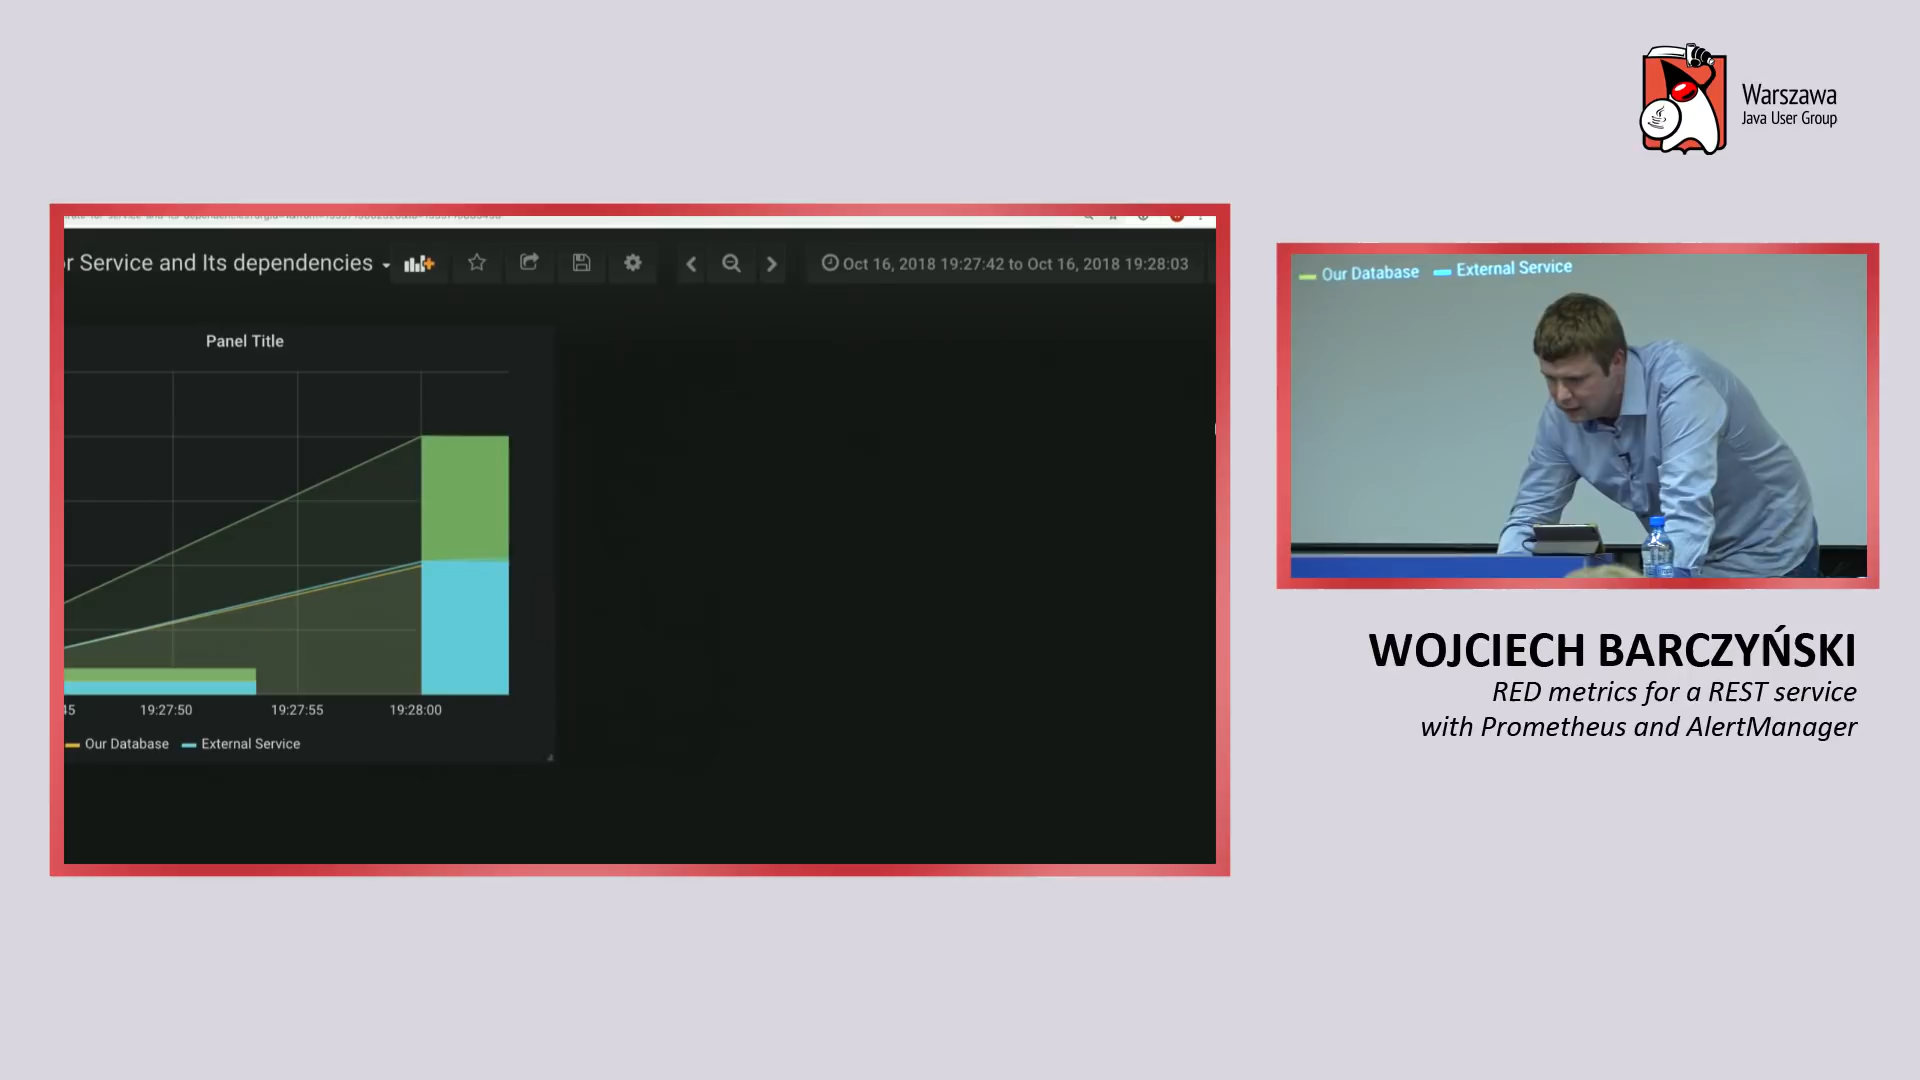 Warszawa
Java User Group
r Service and Its dependencies
Oct 16, 2018 19:27:42 to Oct 16, 2018 19:28:03
Panel Title
45
19:27:50
19:27:55
19:28:00
Our Database
External Service
Our Database
External Service
WOJCIECH BARCZYŃSKI
RED metrics for a REST service
with Prometheus and AlertManager